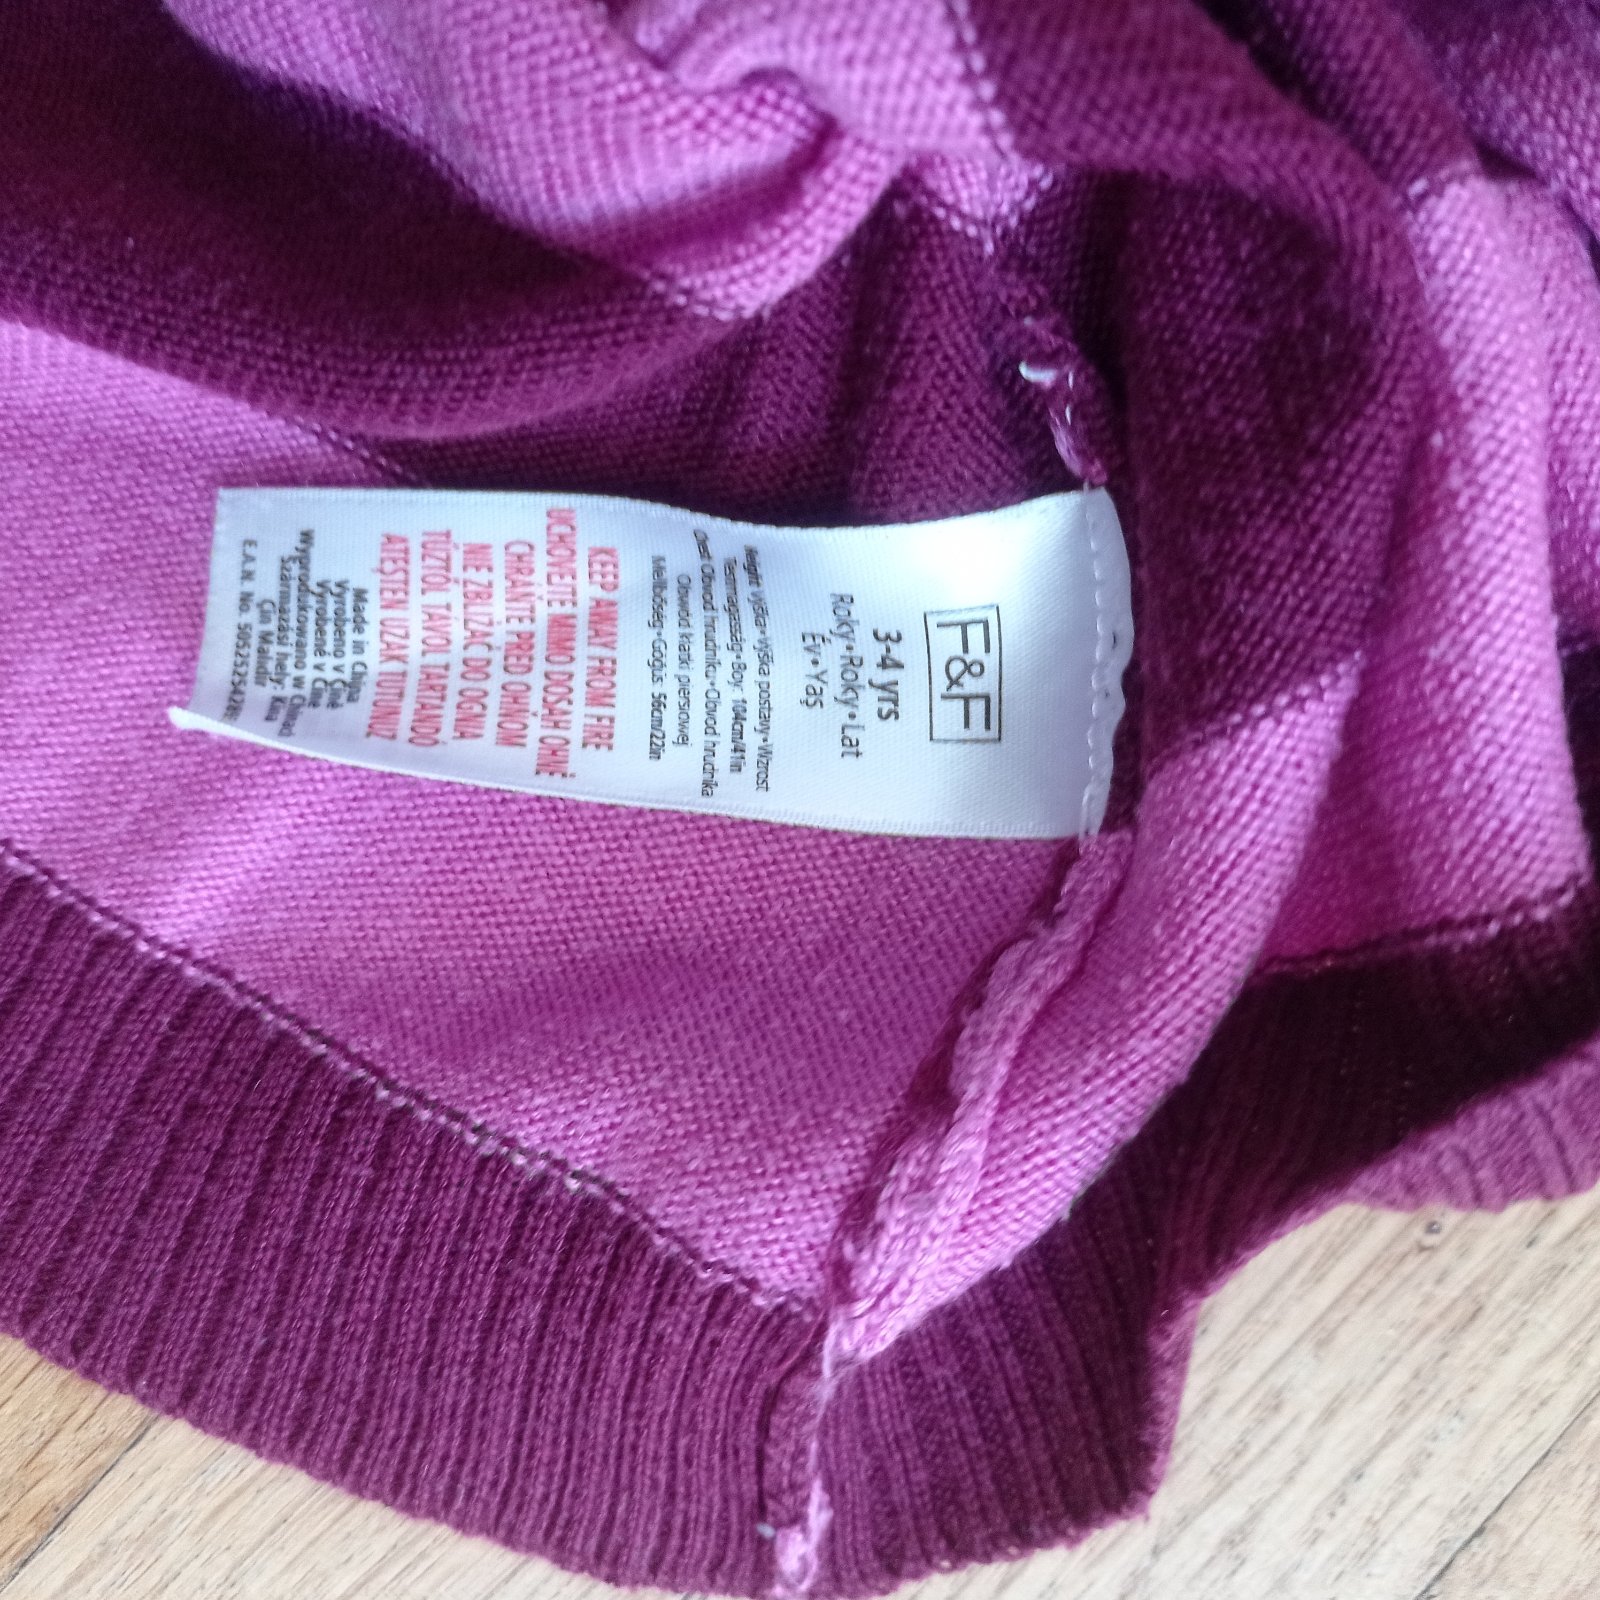 F&F
3-4 yrs
Roky•Roky•Lat
Év•Yaş
Height výška•výška postavy•Wzrost
Testmagasság•Boy: 104cm/41in
Chest Obvod hrudníku•Obvod hrudníka
Obwód klatki piersiowej
Mellbőség•Göğüs: 56cm/22in
KEEP AWAY FROM FIRE
UCHOVEJTE MIMO DOSAH OHNĚ
CHRÁŇTE PRED OHŇOM
NE ZBLIŻAĆ DO OGNIA
TŰZTŐL TÁVOL TARTANDÓ
ATEŞTEN UZAK TUTUNUZ
Made in China
Vyrobeno v Číně
Vyrobené v Číne
Wyprodukowano w Chinach
Származási hely: Kína
Çin Malıdır
E.A.N. No.